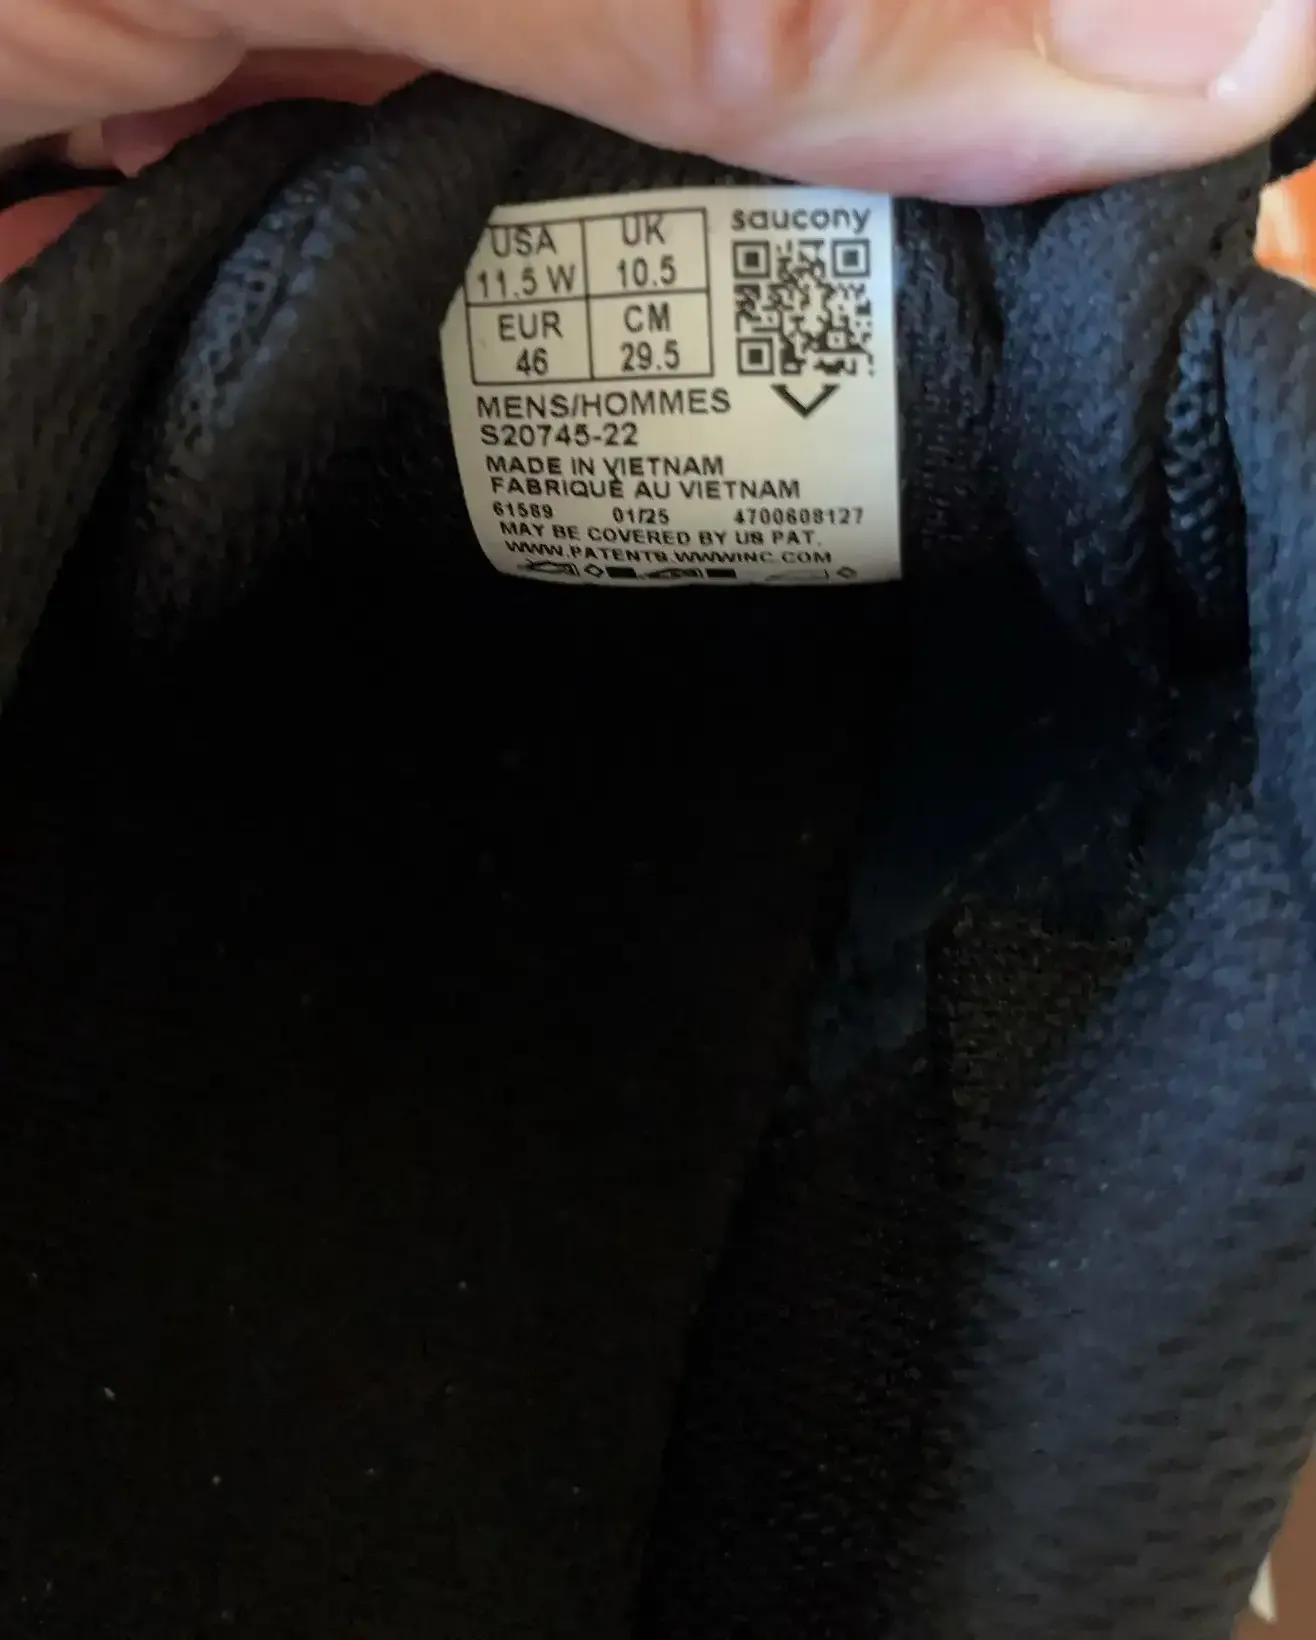 saucony
USA UK
11.5 W 10.5
EUR CM
46 29.5
MENS/HOMMES
S20745-22
MADE IN VIETNAM
FABRIQUÉ AU VIETNAM
61589 01/25 4700608127
MAY BE COVERED BY US PAT.
WWW.PATENTS.WWWINC.COM